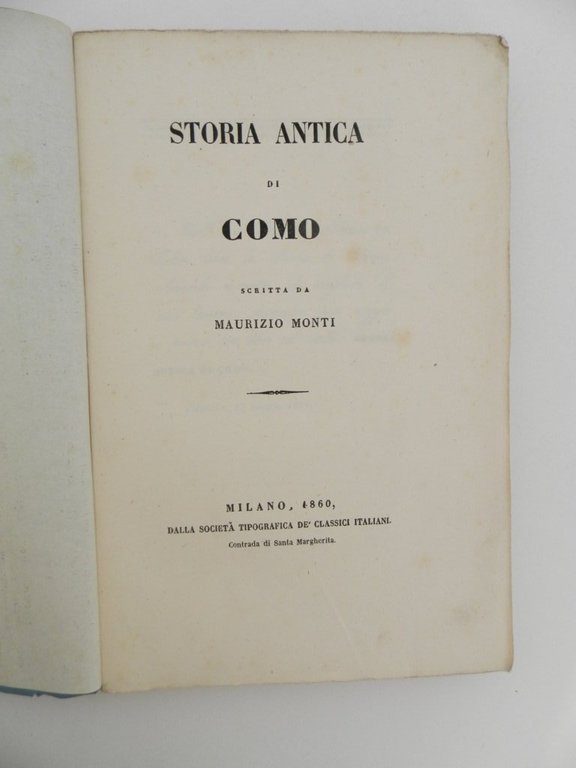 STORIA ANTICA
DI
COMO
SCRITTA DA
MAURIZIO MONTI
MILANO, 1860,
DALLA SOCIETÀ TIPOGRAFICA DE' CLASSICI ITALIANI.
Contrada di Santa Margherita.